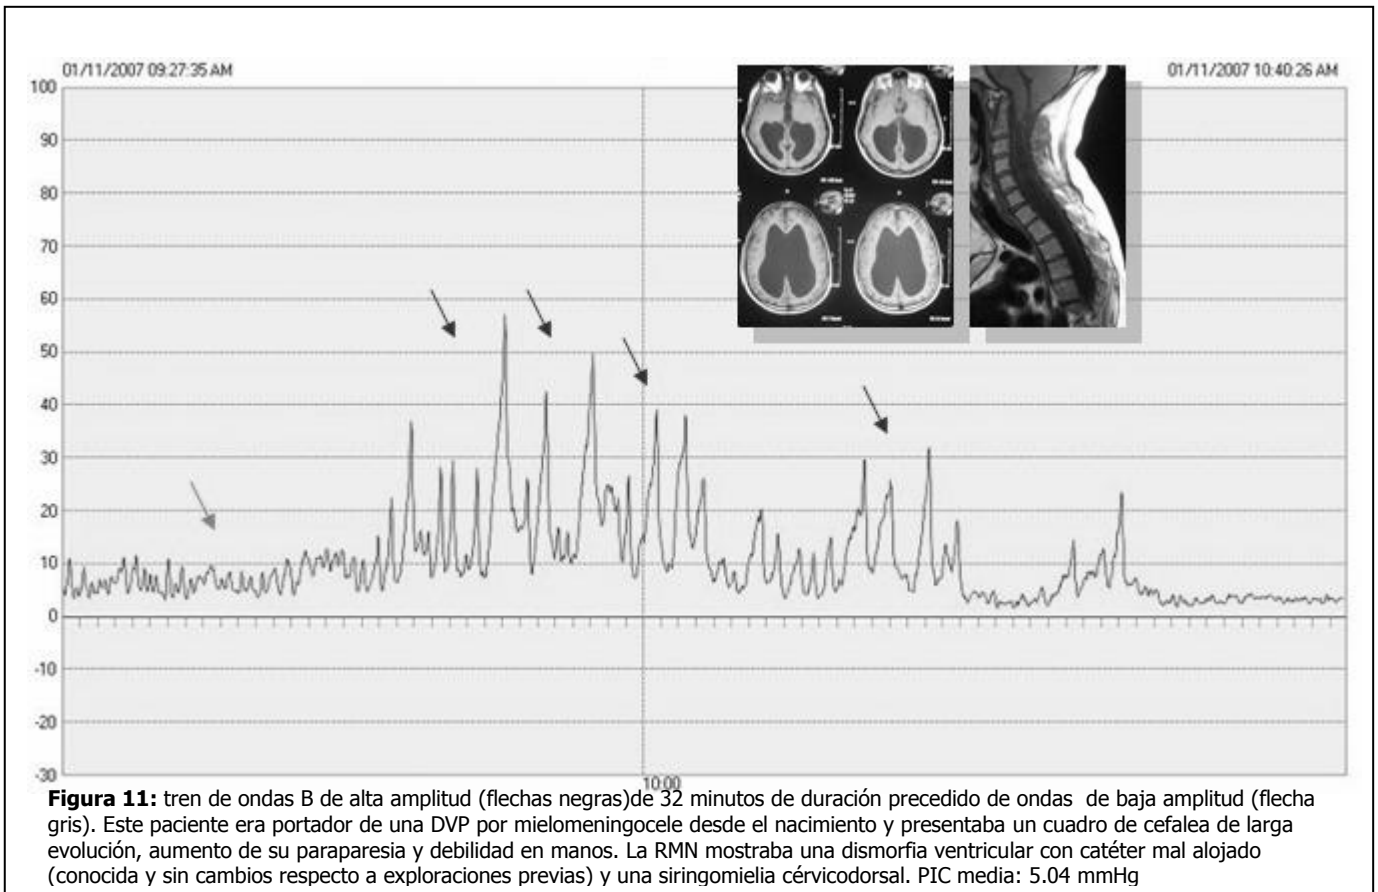 01/11/2007 09:27:35 AM
01/11/2007 10:40:26 AM
100
90
80
70
60
50
40
30
20
10
0
-10
-20
-30
10:00
Figura 11: tren de ondas B de alta amplitud (flechas negras)de 32 minutos de duración precedido de ondas de baja amplitud (flecha
gris). Este paciente era portador de una DVP por mielomeningocele desde el nacimiento y presentaba un cuadro de cefalea de larga
evolución, aumento de su paraparesia y debilidad en manos. La RMN mostraba una dismorfia ventricular con catéter mal alojado
(conocida y sin cambios respecto a exploraciones previas) y una siringomielia cérvicodorsal. PIC media: 5.04 mmHg